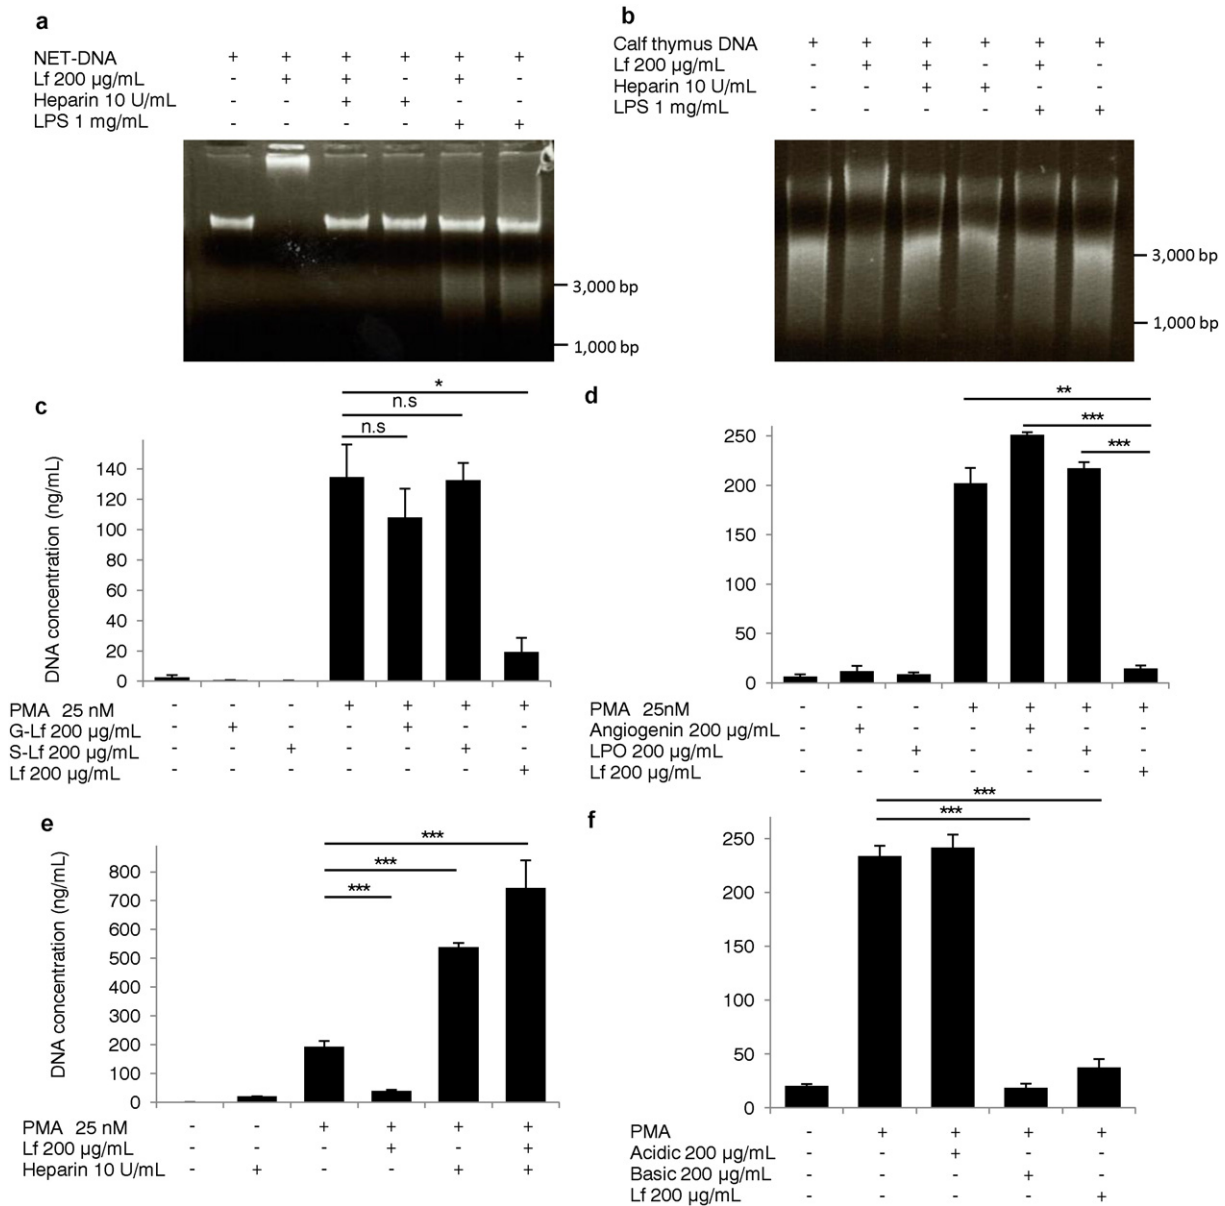 a
NET-DNA + + + + + +
Lf 200 µg/mL - + + - + -
Heparin 10 U/mL - - + + - -
LPS 1 mg/mL - - - - + +
3,000 bp
1,000 bp
b
Calf thymus DNA + + + + + +
Lf 200 µg/mL - + + - + -
Heparin 10 U/mL - - + + - -
LPS 1 mg/mL - - - - + +
3,000 bp
1,000 bp
c
*
n.s
n.s
DNA concentration (ng/mL)
140
120
100
80
60
40
20
0
PMA 25 nM - - - + + + +
G-Lf 200 µg/mL - + - - + - -
S-Lf 200 µg/mL - - + - - + -
Lf 200 µg/mL - - - - - - +
d
**
***
***
250
200
150
100
50
0
PMA 25nM - - - + + + +
Angiogenin 200 µg/mL - + - - + - -
LPO 200 µg/mL - - + - - + -
Lf 200 µg/mL - - - - - - +
e
***
***
***
DNA concentration (ng/mL)
800
700
600
500
400
300
200
100
0
PMA 25 nM - - + + + +
Lf 200 µg/mL - - - + - +
Heparin 10 U/mL - + - - + +
f
***
***
250
200
150
100
50
0
PMA - + + + +
Acidic 200 µg/mL - - + - -
Basic 200 µg/mL - - - + -
Lf 200 µg/mL - - - - +